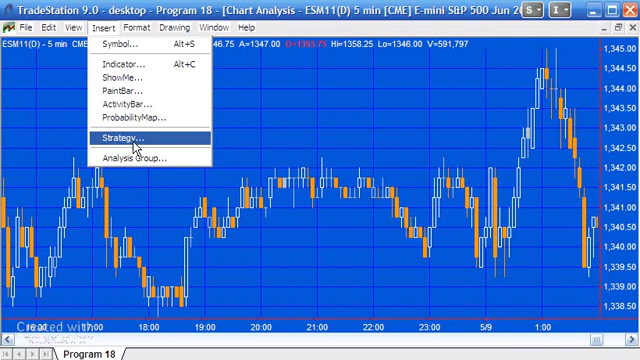 TradeStation 9.0 - desktop - Program 18 - [Chart Analysis - ESM11(D) 5 min [CME] E-mini S&P 500 Jun 20
S
File Edit View Insert Format Drawing Window Help
ESM11(D) - 5 min
46.75 A=1347.00 O=1353.75 Hi=1358.25 Lo=1346.00 V=591,797
Symbol... Alt+S
Indicator... Alt+C
ShowMe...
PaintBar...
ActivityBar...
ProbabilityMap...
Strategy...
Analysis Group...
1,345.00
1,344.50
1,344.00
1,343.50
1,343.00
1,342.50
1,342.00
1,341.50
1,341.00
1,340.50
1,340.00
1,339.50
1,339.00
1,338.50
16:00 17:00 18:00 19:00 20:00 21:00 22:00 23:00 5/9 1:00
Created with
Program 18